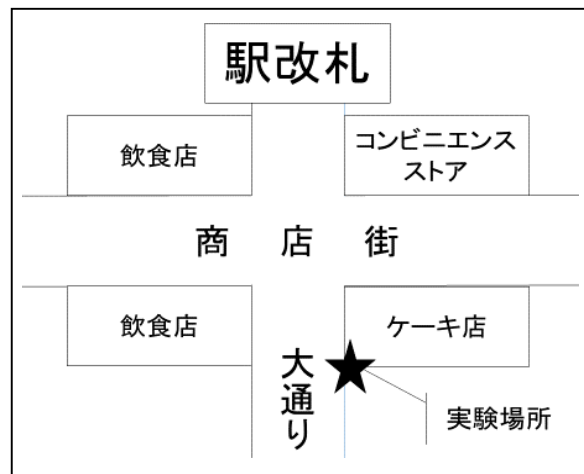 駅改札
飲食店
コンビニエンス
ストア
商店街
飲食店
ケーキ店
大通り
実験場所